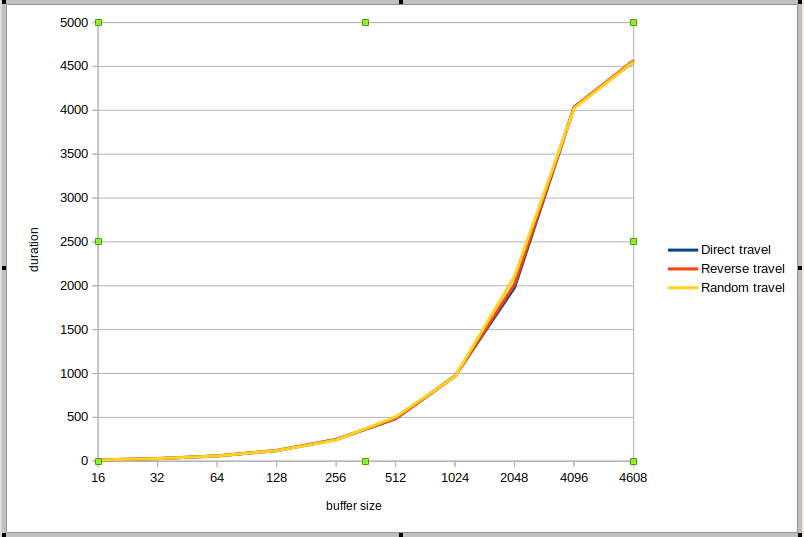 5000
4500
4000
3500
3000
2500
2000
1500
1000
500
0
duration
16 32 64 128 256 512 1024 2048 4096 4608
buffer size
Direct travel
Reverse travel
Random travel